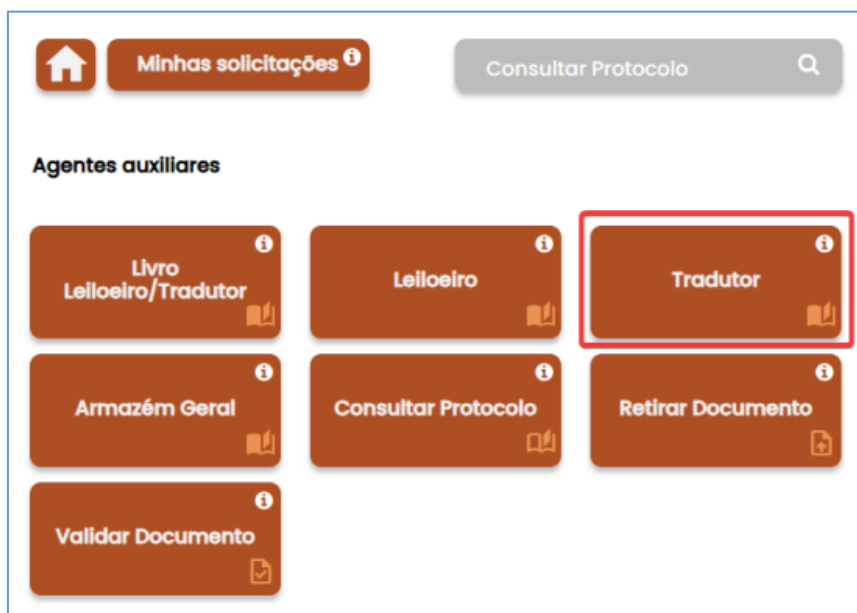 Minhas solicitações
Consultar Protocolo
Agentes auxiliares
Livro
Leiloeiro/Tradutor
Leiloeiro
Tradutor
Armazém Geral
Consultar Protocolo
Retirar Documento
Validar Documento